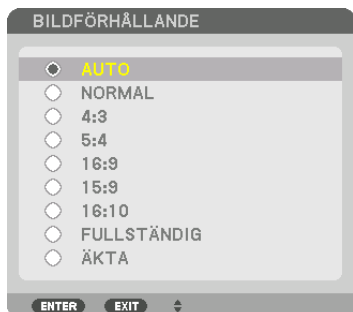 BILDFÖRHÅLLANDE
AUTO
NORMAL
4:3
5:4
16:9
15:9
16:10
FULLSTÄNDIG
ÄKTA
ENTER EXIT